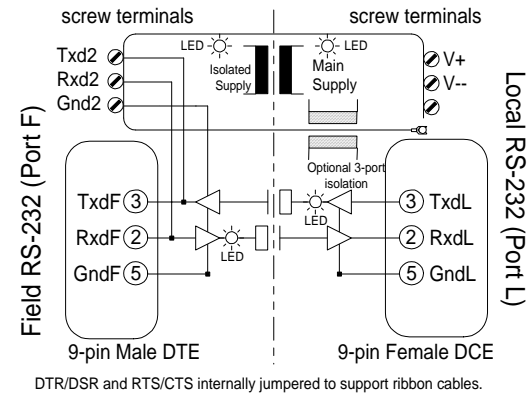 screw terminals
screw terminals
LED
LED
Txd2
Rxd2
Gnd2
Isolated
Supply
Main
Supply
V+
V--
Field RS-232 (Port F)
Local RS-232 (Port L)
Optional 3-port
isolation
TxdF 3
3 TxdL
LED
RxdF 2
2 RxdL
LED
GndF 5
5 GndL
9-pin Male DTE
9-pin Female DCE
DTR/DSR and RTS/CTS internally jumpered to support ribbon cables.